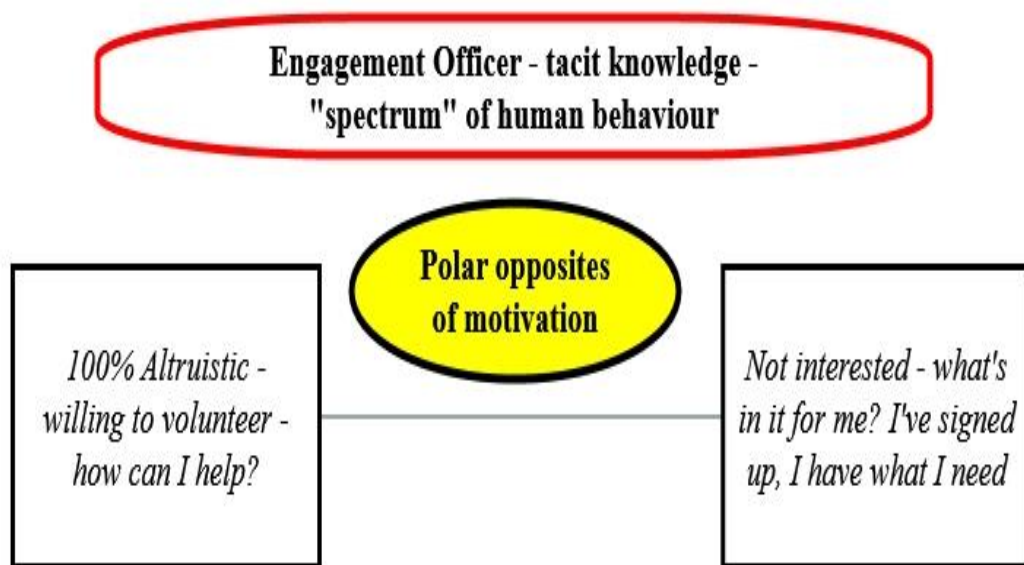 Engagement Officer - tacit knowledge -
"spectrum" of human behaviour
Polar opposites
of motivation
100% Altruistic -
willing to volunteer -
how can I help?
Not interested - what's
in it for me? I've signed
up, I have what I need